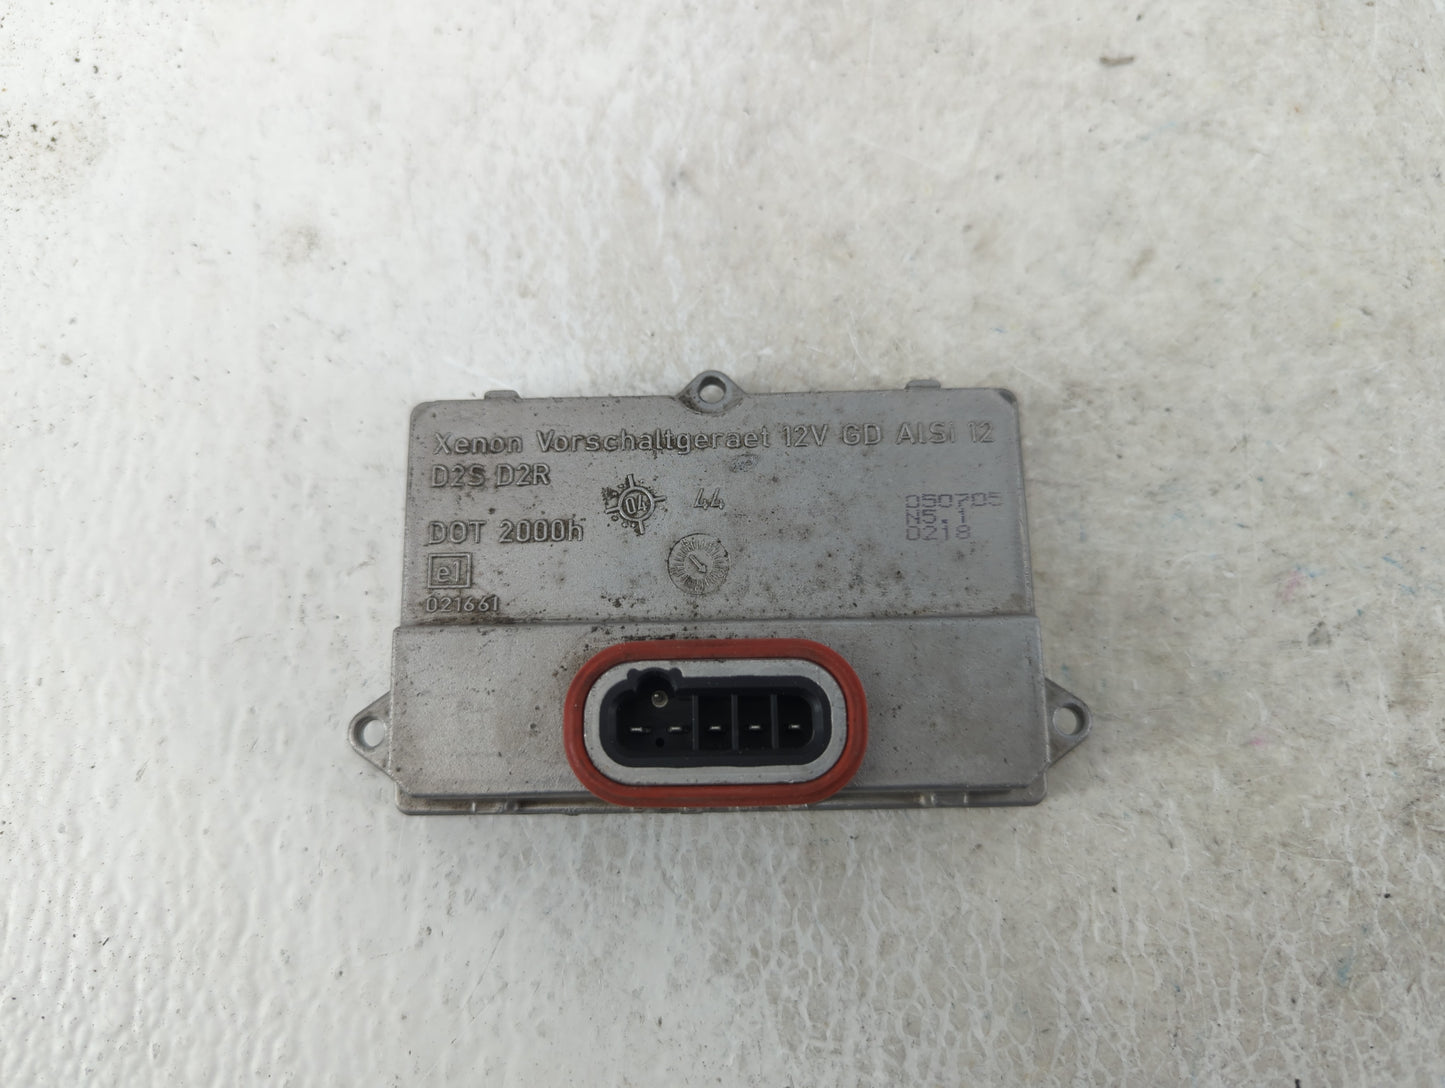 Xenon Vorschaltgeraet 12V GD AlSi 12
D2S D2R
04
44
050705
N5.1
0218
DOT 2000h
e1
021661